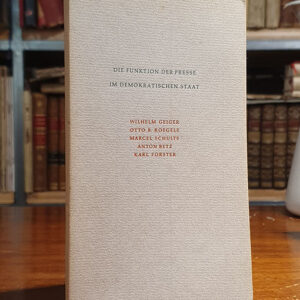 DIE FUNKTION DER PRESSE
IM DEMOKRATISCHEN STAAT
WILHELM GEIGER
OTTO B. ROEGELE
MARCEL SCHULTE
ANTON BETZ
KARL FORSTER